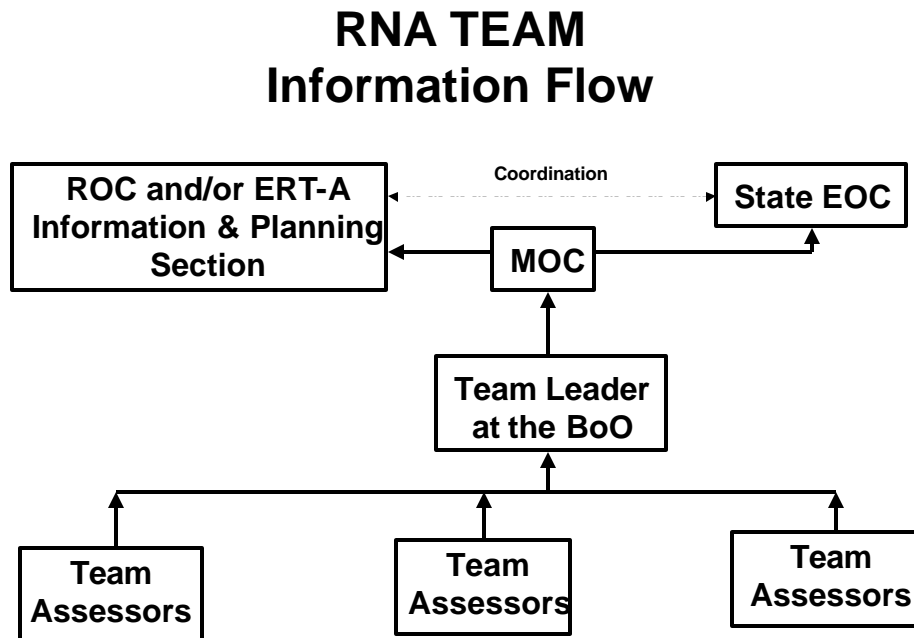 RNA TEAM
Information Flow
Coordination
ROC and/or ERT-A
Information & Planning
Section
State EOC
MOC
Team Leader
at the BoO
Team
Assessors
Team
Assessors
Team
Assessors